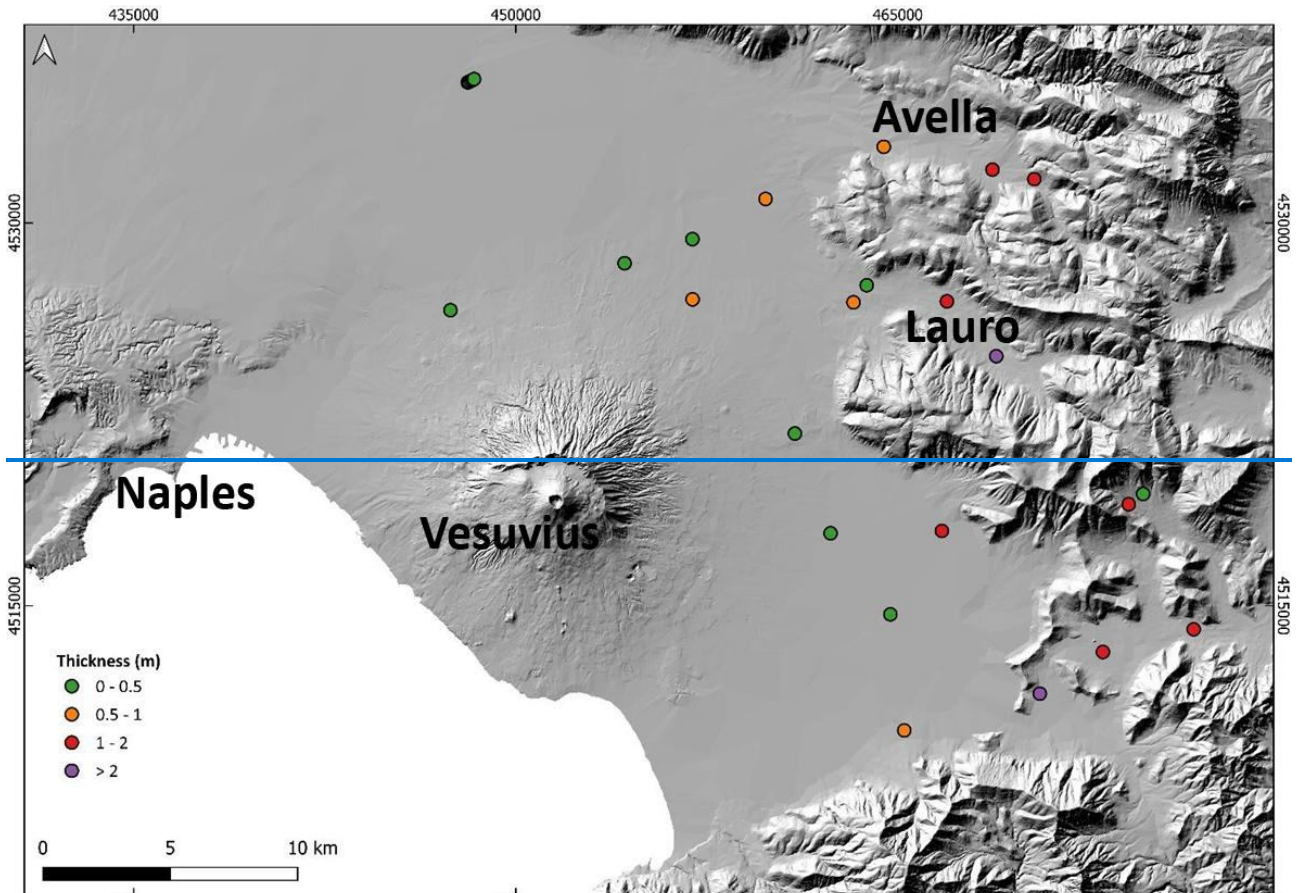 435000 450000 465000
Avella
4530000 4530000
Lauro
Naples
Vesuvius
4515000 4515000
Thickness (m)
0 - 0.5
0.5 - 1
1 - 2
> 2
0 5 10 km